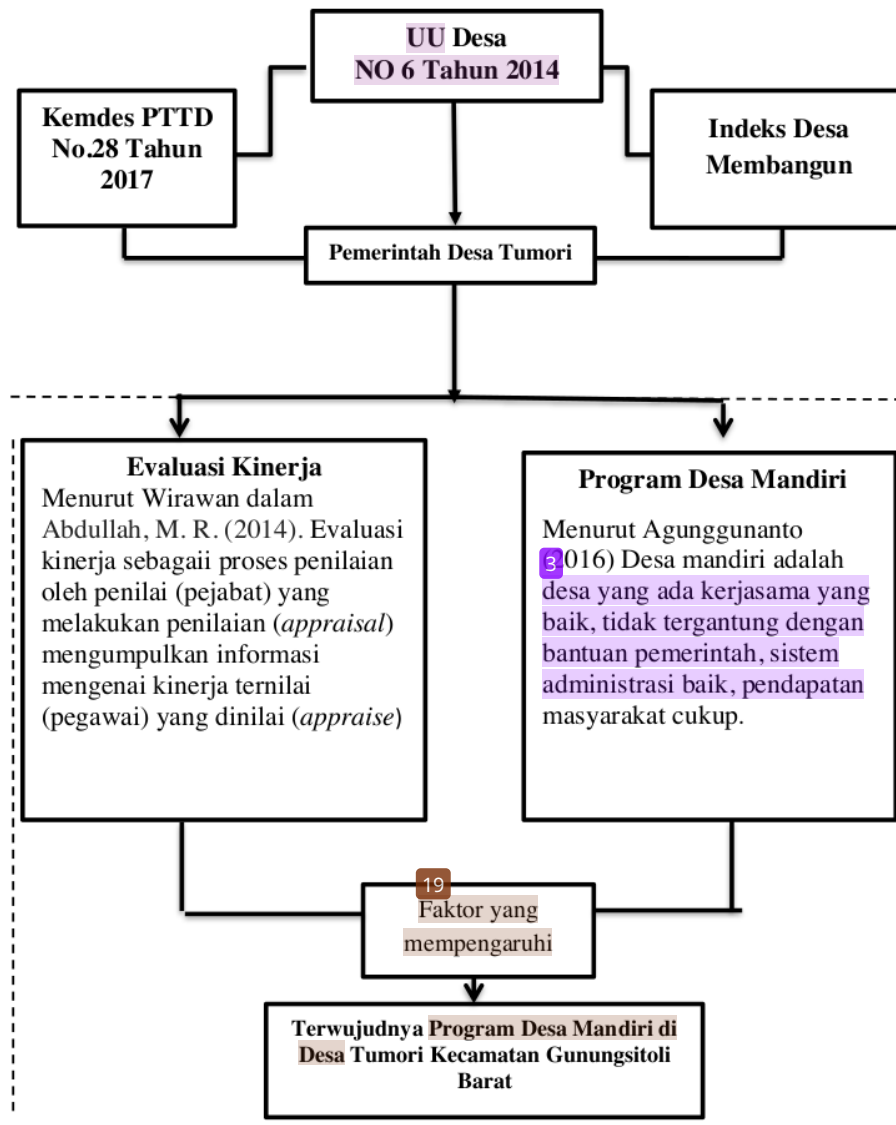 UU Desa
NO 6 Tahun 2014
Kemdes PTTD
No.28 Tahun
2017
Indeks Desa
Membangun
Pemerintah Desa Tumori
Evaluasi Kinerja
Menurut Wirawan dalam
Abdullah, M. R. (2014). Evaluasi
kinerja sebagaii proses penilaian
oleh penilai (pejabat) yang
melakukan penilaian (appraisal)
mengumpulkan informasi
mengenai kinerja ternilai
(pegawai) yang dinilai (appraise)
Program Desa Mandiri
Menurut Agunggunanto
3
2016) Desa mandiri adalah
desa yang ada kerjasama yang
baik, tidak tergantung dengan
bantuan pemerintah, sistem
administrasi baik, pendapatan
masyarakat cukup.
19
Faktor yang
mempengaruhi
Terwujudnya Program Desa Mandiri di
Desa Tumori Kecamatan Gunungsitoli
Barat